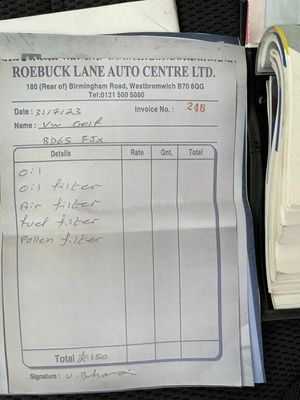 ROEBUCK LANE AUTO CENTRE LTD.
180 (Rear of) Birmingham Road, Westbromwich B70 6QG
Tel:0121 500 5080
Date: 31/7/23 Invoice No.: 246
Name: VW Golf
BD65 FJX
Details Rate Qnt. Total
Oil
Oil filter
Air filter
fuel filter
Pollen filter
Total £150
Signature: